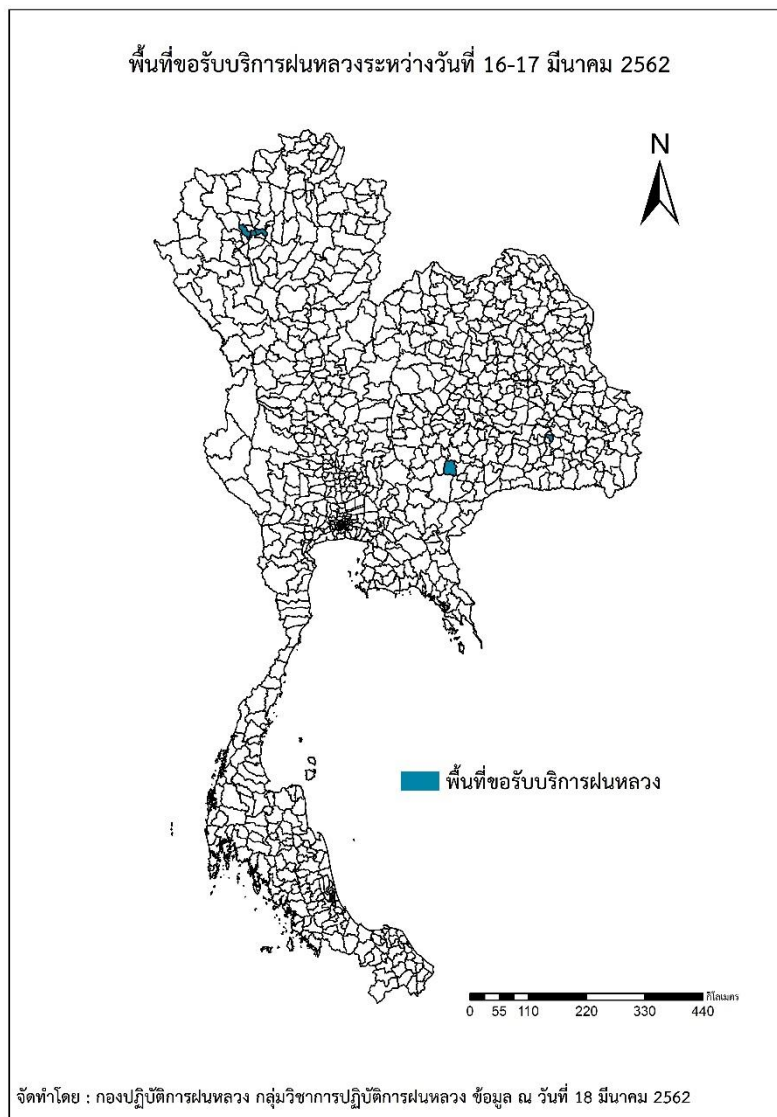 พื้นที่ขอรับบริการฝนหลวงระหว่างวันที่ 16-17 มีนาคม 2562
N
พื้นที่ขอรับบริการฝนหลวง
กิโลเมตร
0 55 110 220 330 440
จัดทำโดย : กองปฏิบัติการฝนหลวง กลุ่มวิชาการปฏิบัติการฝนหลวง ข้อมูล ณ วันที่ 18 มีนาคม 2562